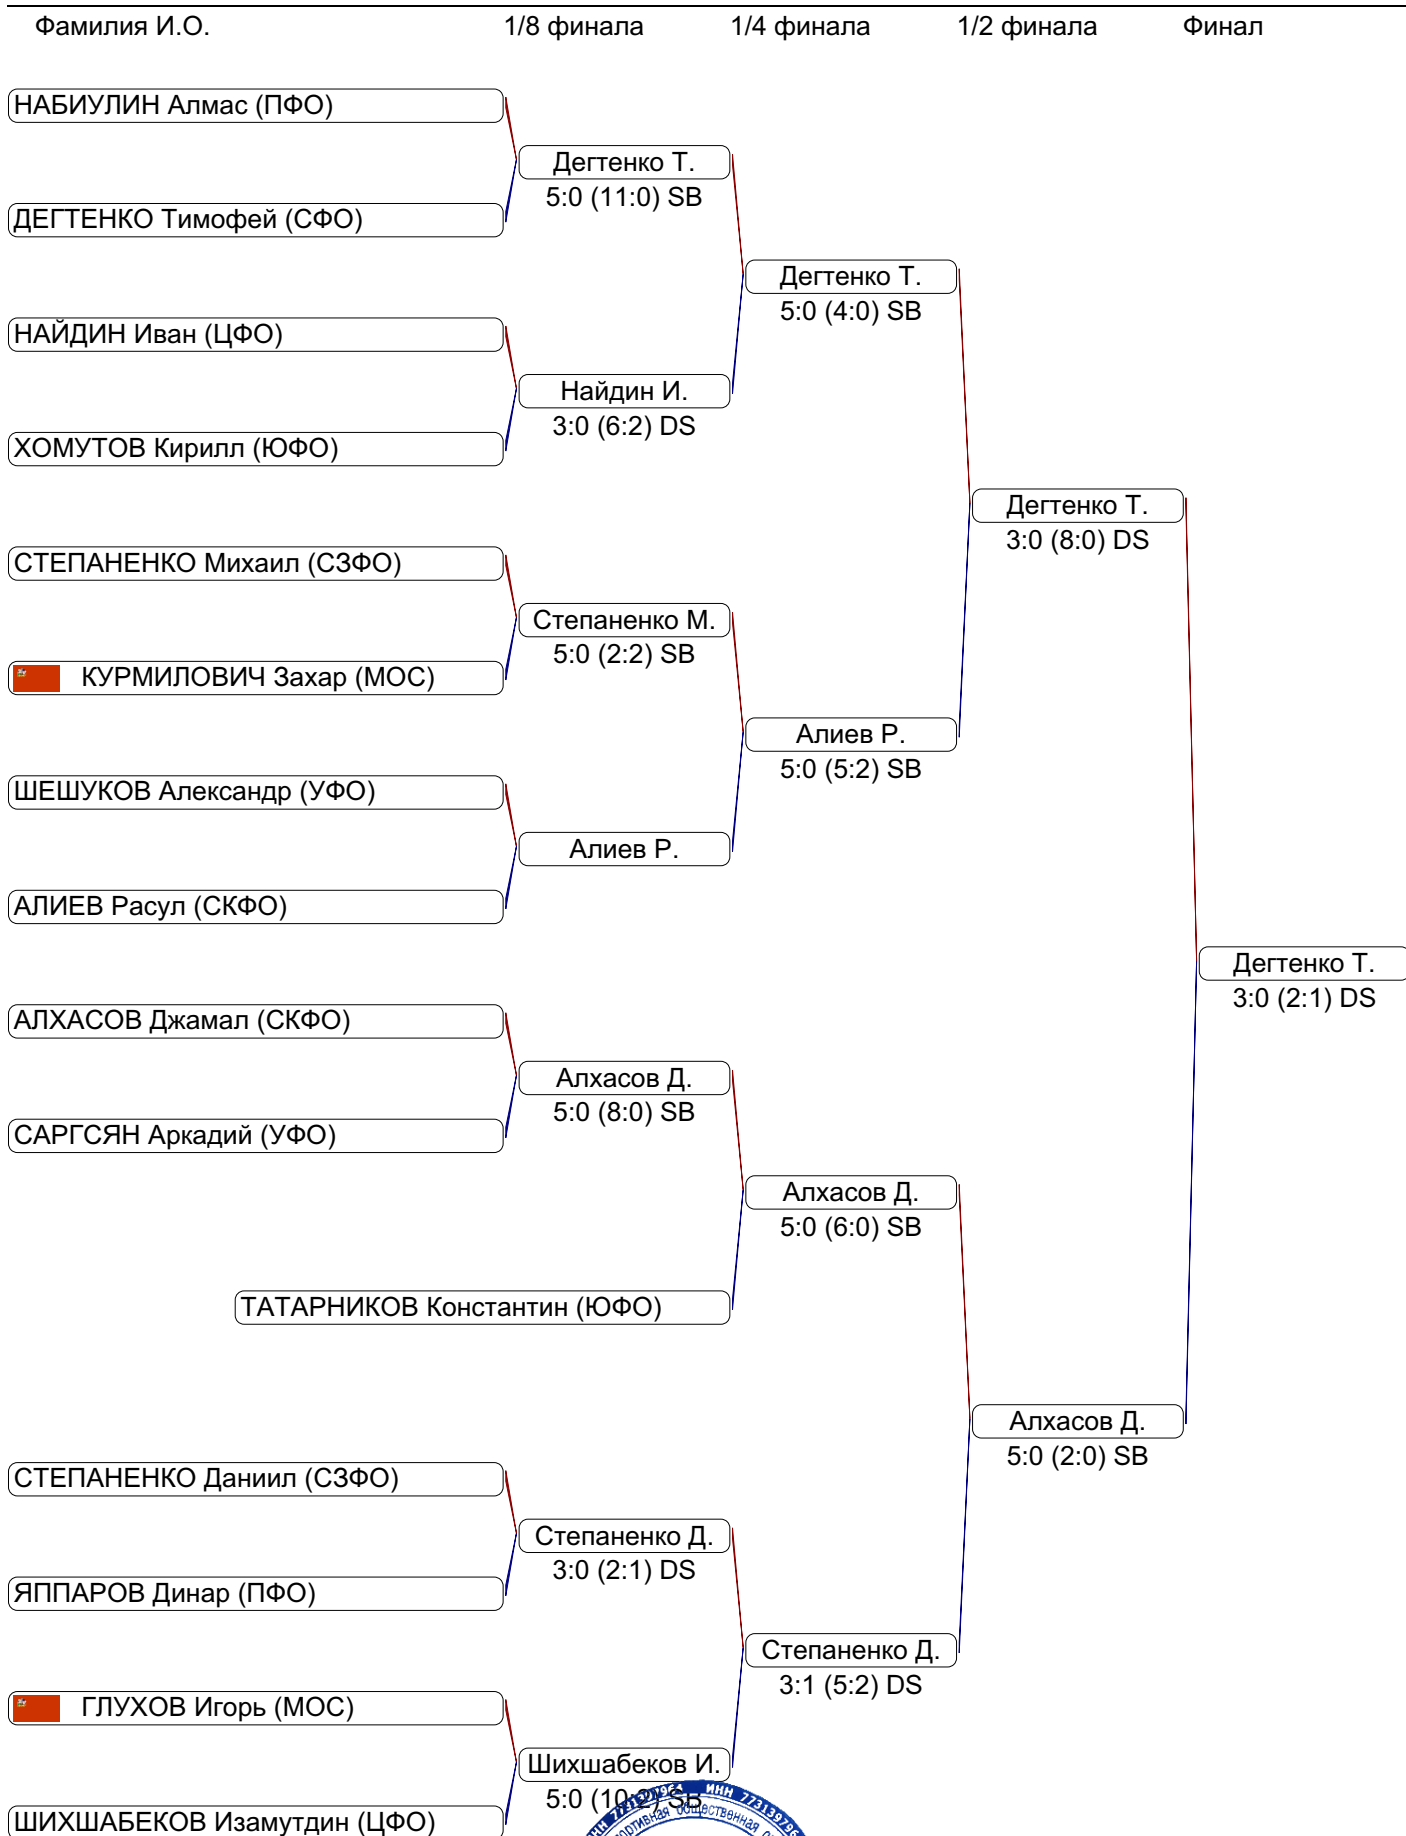 Фамилия И.О. 1/8 финала 1/4 финала 1/2 финала Финал
НАБИУЛИН Алмас (ПФО)
Дегтенко Т.
5:0 (11:0) SB
ДЕГТЕНКО Тимофей (СФО)
Дегтенко Т.
5:0 (4:0) SB
НАЙДИН Иван (ЦФО)
Найдин И.
3:0 (6:2) DS
ХОМУТОВ Кирилл (ЮФО)
Дегтенко Т.
3:0 (8:0) DS
СТЕПАНЕНКО Михаил (СЗФО)
Степаненко М.
5:0 (2:2) SB
КУРМИЛОВИЧ Захар (МОС)
Алиев Р.
5:0 (5:2) SB
ШЕШУКОВ Александр (УФО)
Алиев Р.
АЛИЕВ Расул (СКФО)
Дегтенко Т.
3:0 (2:1) DS
АЛХАСОВ Джамал (СКФО)
Алхасов Д.
5:0 (8:0) SB
САРГСЯН Аркадий (УФО)
Алхасов Д.
5:0 (6:0) SB
ТАТАРНИКОВ Константин (ЮФО)
Алхасов Д.
5:0 (2:0) SB
СТЕПАНЕНКО Даниил (СЗФО)
Степаненко Д.
3:0 (2:1) DS
ЯППАРОВ Динар (ПФО)
Степаненко Д.
3:1 (5:2) DS
ГЛУХОВ Игорь (МОС)
Шихшабеков И.
5:0 (10:2) SB
ШИХШАБЕКОВ Изамутдин (ЦФО)
ИНН
общественная